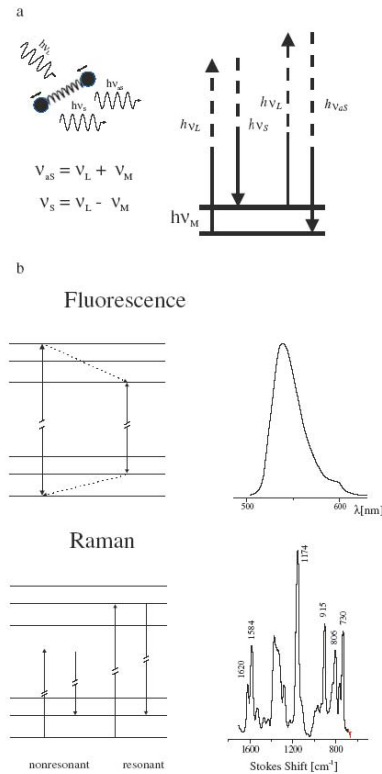 a
hν_L
hν_aS
hν_S
ν_aS = ν_L + ν_M
ν_S = ν_L - ν_M
hν_L
hν_S
hν_L
hν_aS
hν_M
b
Fluorescence
500
600
λ[nm]
Raman
nonresonant
resonant
1620
1584
1174
915
806
730
1600
1200
800
Stokes Shift [cm⁻¹]